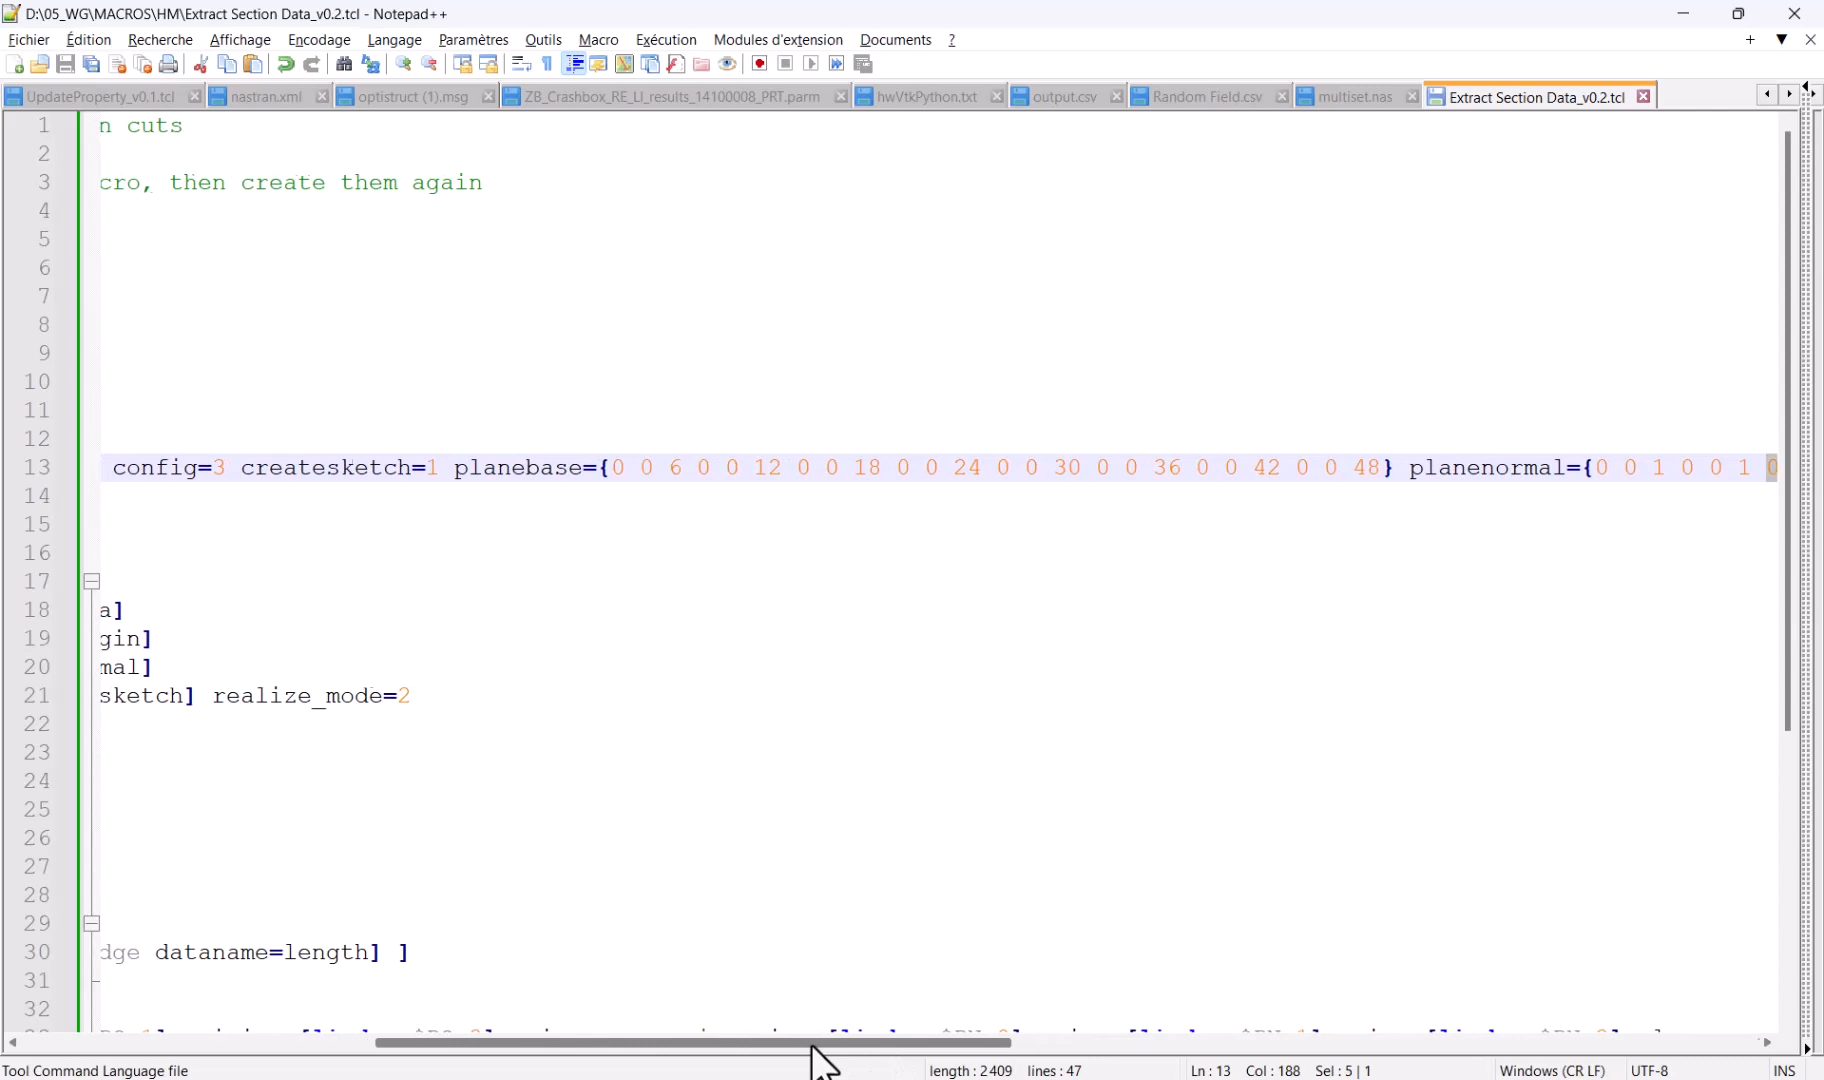 D:\05_WG\MACROS\HM\Extract Section Data_v0.2.tcl - Notepad++
Fichier Édition Recherche Affichage Encodage Langage Paramètres Outils Macro Exécution Modules d'extension Documents ?
UpdateProperty_v0.1.tcl nastran.xml optistruct (1).msg ZB_Crashbox_RE_LI_results_14100008_PRT.parm hwVtkPython.txt output.csv Random Field.csv multiset.nas Extract Section Data_v0.2.tcl
1 n cuts
2
3 cro, then create them again
4
5
6
7
8
9
10
11
12
13 config=3 createsketch=1 planebase={0 0 6 0 0 12 0 0 18 0 0 24 0 0 30 0 0 36 0 0 42 0 0 48} planenormal={0 0 1 0 0 1 0
14
15
16
17
18 a]
19 gin]
20 mal]
21 sketch] realize_mode=2
22
23
24
25
26
27
28
29
30 dge dataname=length] ]
31
32
Tool Command Language file length : 2409 lines : 47 Ln : 13 Col : 188 Sel : 5 | 1 Windows (CR LF) UTF-8 INS